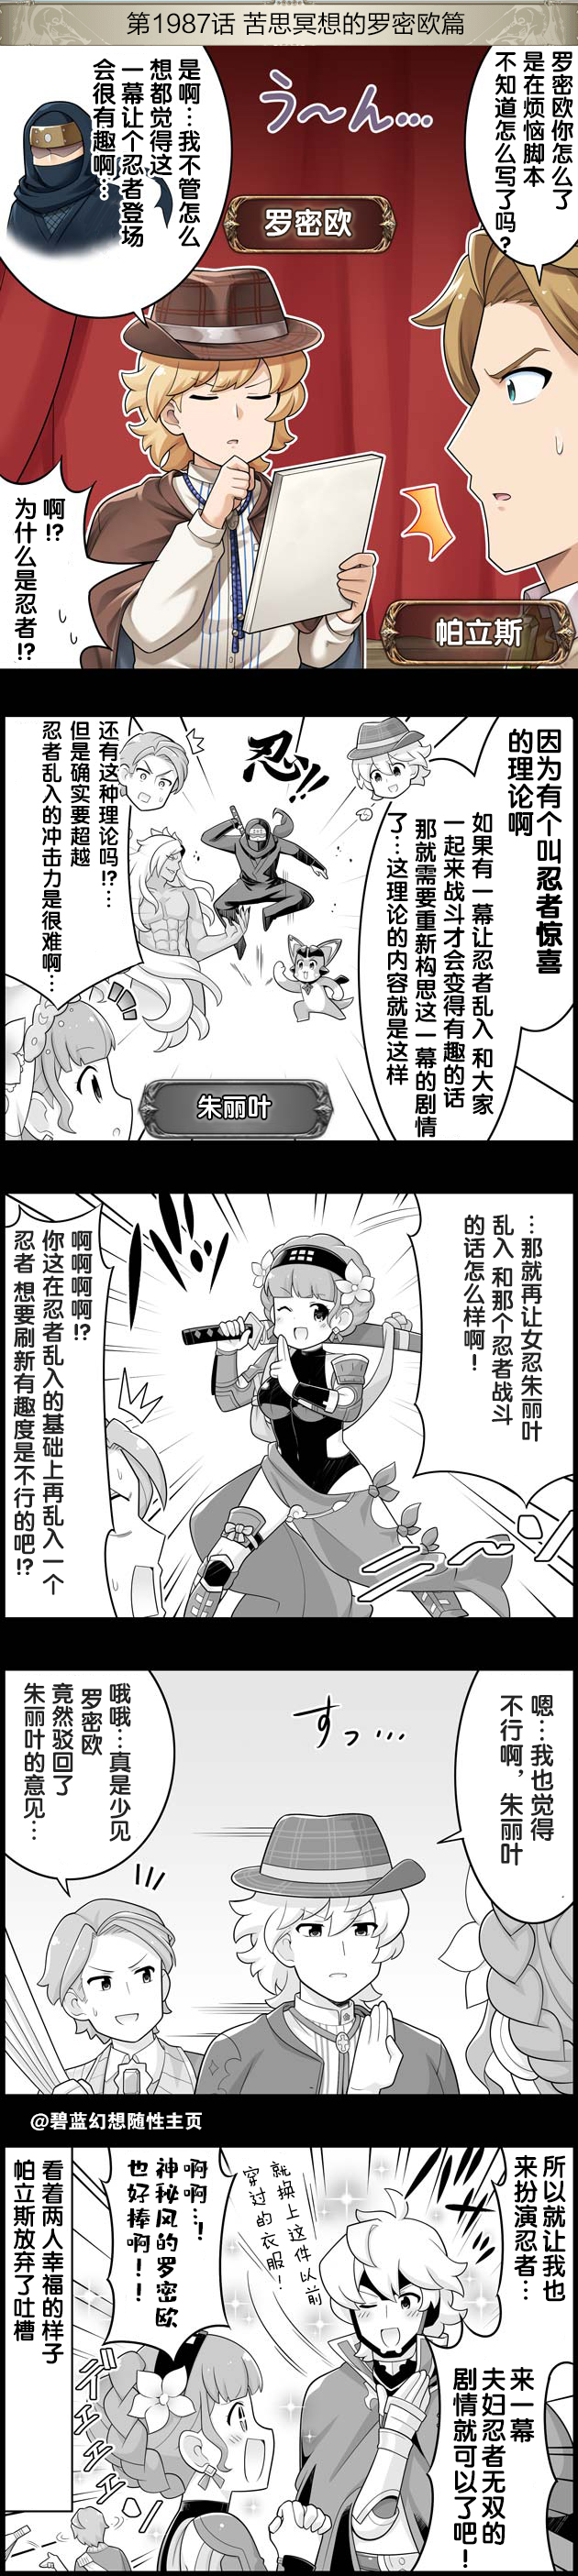 第1987话 苦思冥想的罗密欧篇
罗密欧你怎么了
是在烦恼脚本
不知道怎么写了吗？
う～ん…
是啊…我不管怎么
想都觉得这
一幕让个忍者登场
会很有趣啊…
罗密欧
啊!?
为什么是忍者!?
帕立斯
因为有个叫忍者惊喜
的理论啊
如果有一幕让忍者乱入 和大家
一起来战斗才会变得有趣的话
那就需要重新构思这一幕的剧情
了…这理论的内容就是这样
忍!!
还有这种理论吗!?…
但是确实要超越
忍者乱入的冲击力是很难啊…
朱丽叶
…那就再让女忍朱丽叶
乱入 和那个忍者战斗
的话怎么样啊！
啊啊啊啊!?
你这在忍者乱入的基础上再乱入一个
忍者 想要刷新有趣度是不行的吧!?
ニンニン
嗯…我也觉得
不行啊，朱丽叶
すっ…
哦哦…真是少见
罗密欧
竟然驳回了
朱丽叶的意见…
@碧蓝幻想随性主页
所以就让我也
来扮演忍者…
来一幕
夫妇忍者无双的
剧情就可以了吧！
就换上这件以前
穿过的衣服！
啊啊…！
神秘风的罗密欧
也好棒啊！！
デェェェ
看着两人幸福的样子
帕立斯放弃了吐槽